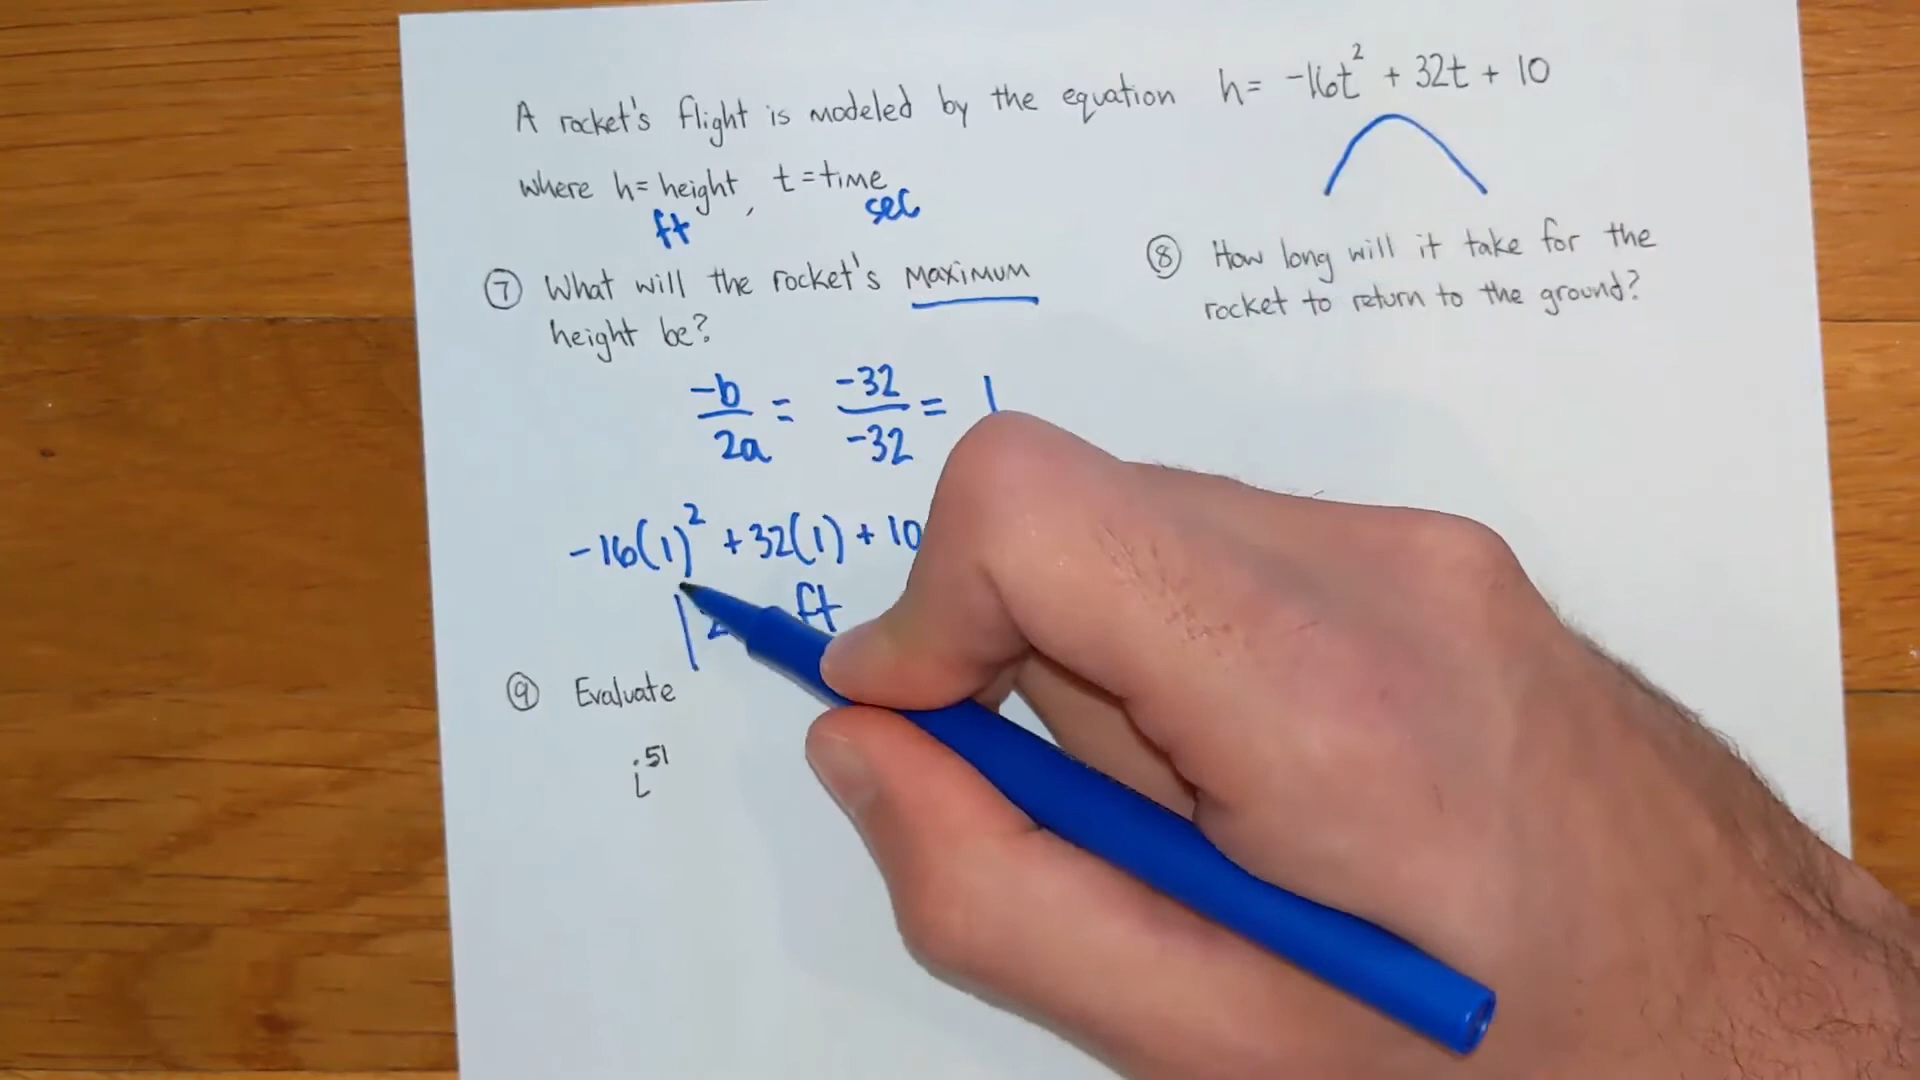 A rocket's flight is modeled by the equation h= -16t² + 32t + 10
where h= height, t=time
ft sec
⑦ What will the rocket's maximum
height be?
⑧ How long will it take for the
rocket to return to the ground?
-b/2a = -32/-32 = 1
-16(1)² +32(1) + 10
ft
⑨ Evaluate
i⁵¹